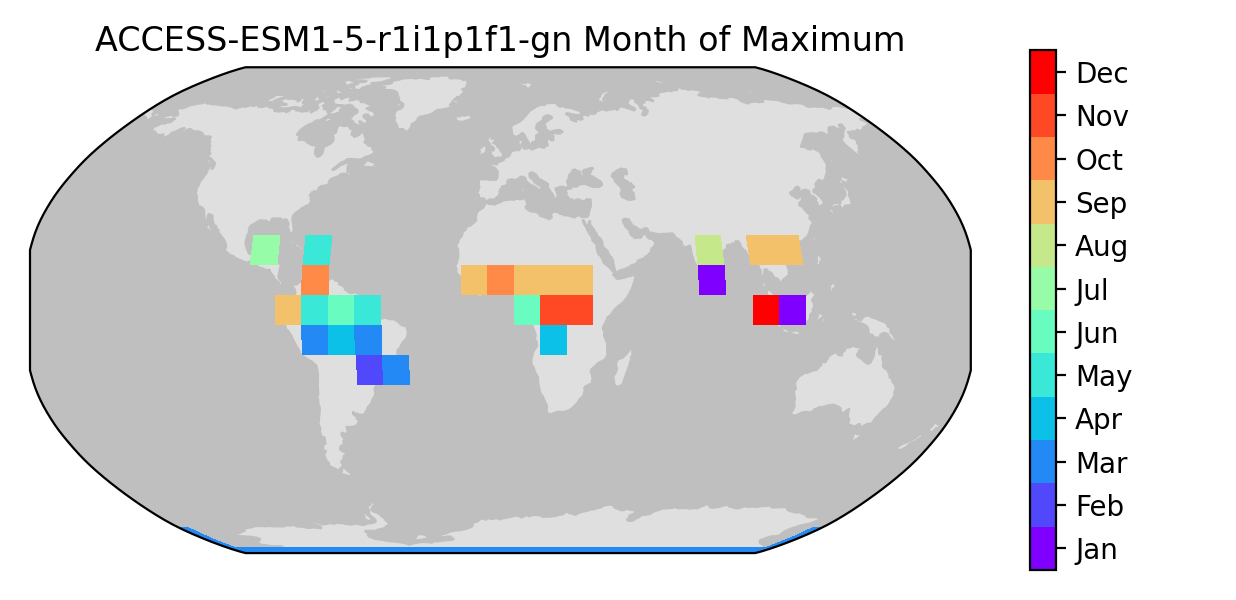 ACCESS-ESM1-5-r1i1p1f1-gn Month of Maximum
Dec
Nov
Oct
Sep
Aug
Jul
Jun
May
Apr
Mar
Feb
Jan